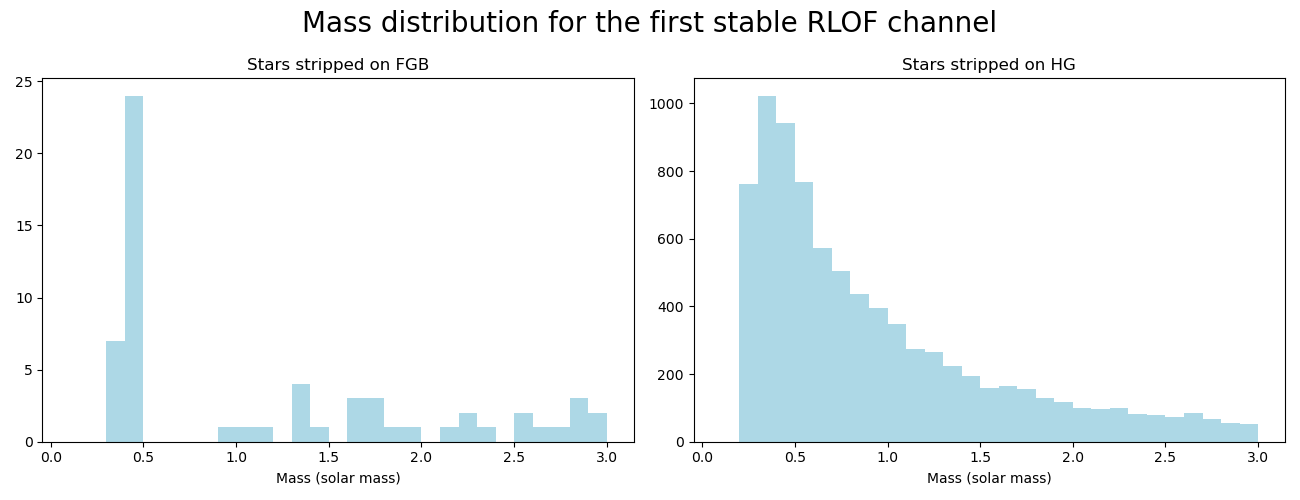 Mass distribution for the first stable RLOF channel
Stars stripped on FGB
25
20
15
10
5
0
0.0 0.5 1.0 1.5 2.0 2.5 3.0
Mass (solar mass)
Stars stripped on HG
1000
800
600
400
200
0
0.0 0.5 1.0 1.5 2.0 2.5 3.0
Mass (solar mass)